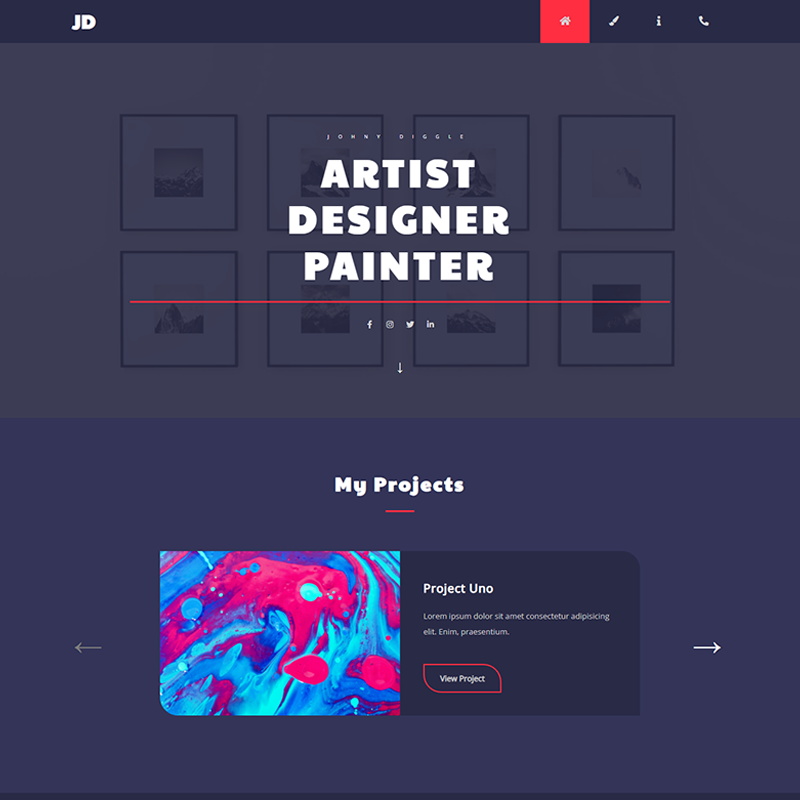 JD
JOHNY DIGGLE
ARTIST
DESIGNER
PAINTER
My Projects
Project Uno
Lorem ipsum dolor sit amet consectetur adipisicing
elit. Enim, praesentium.
View Project